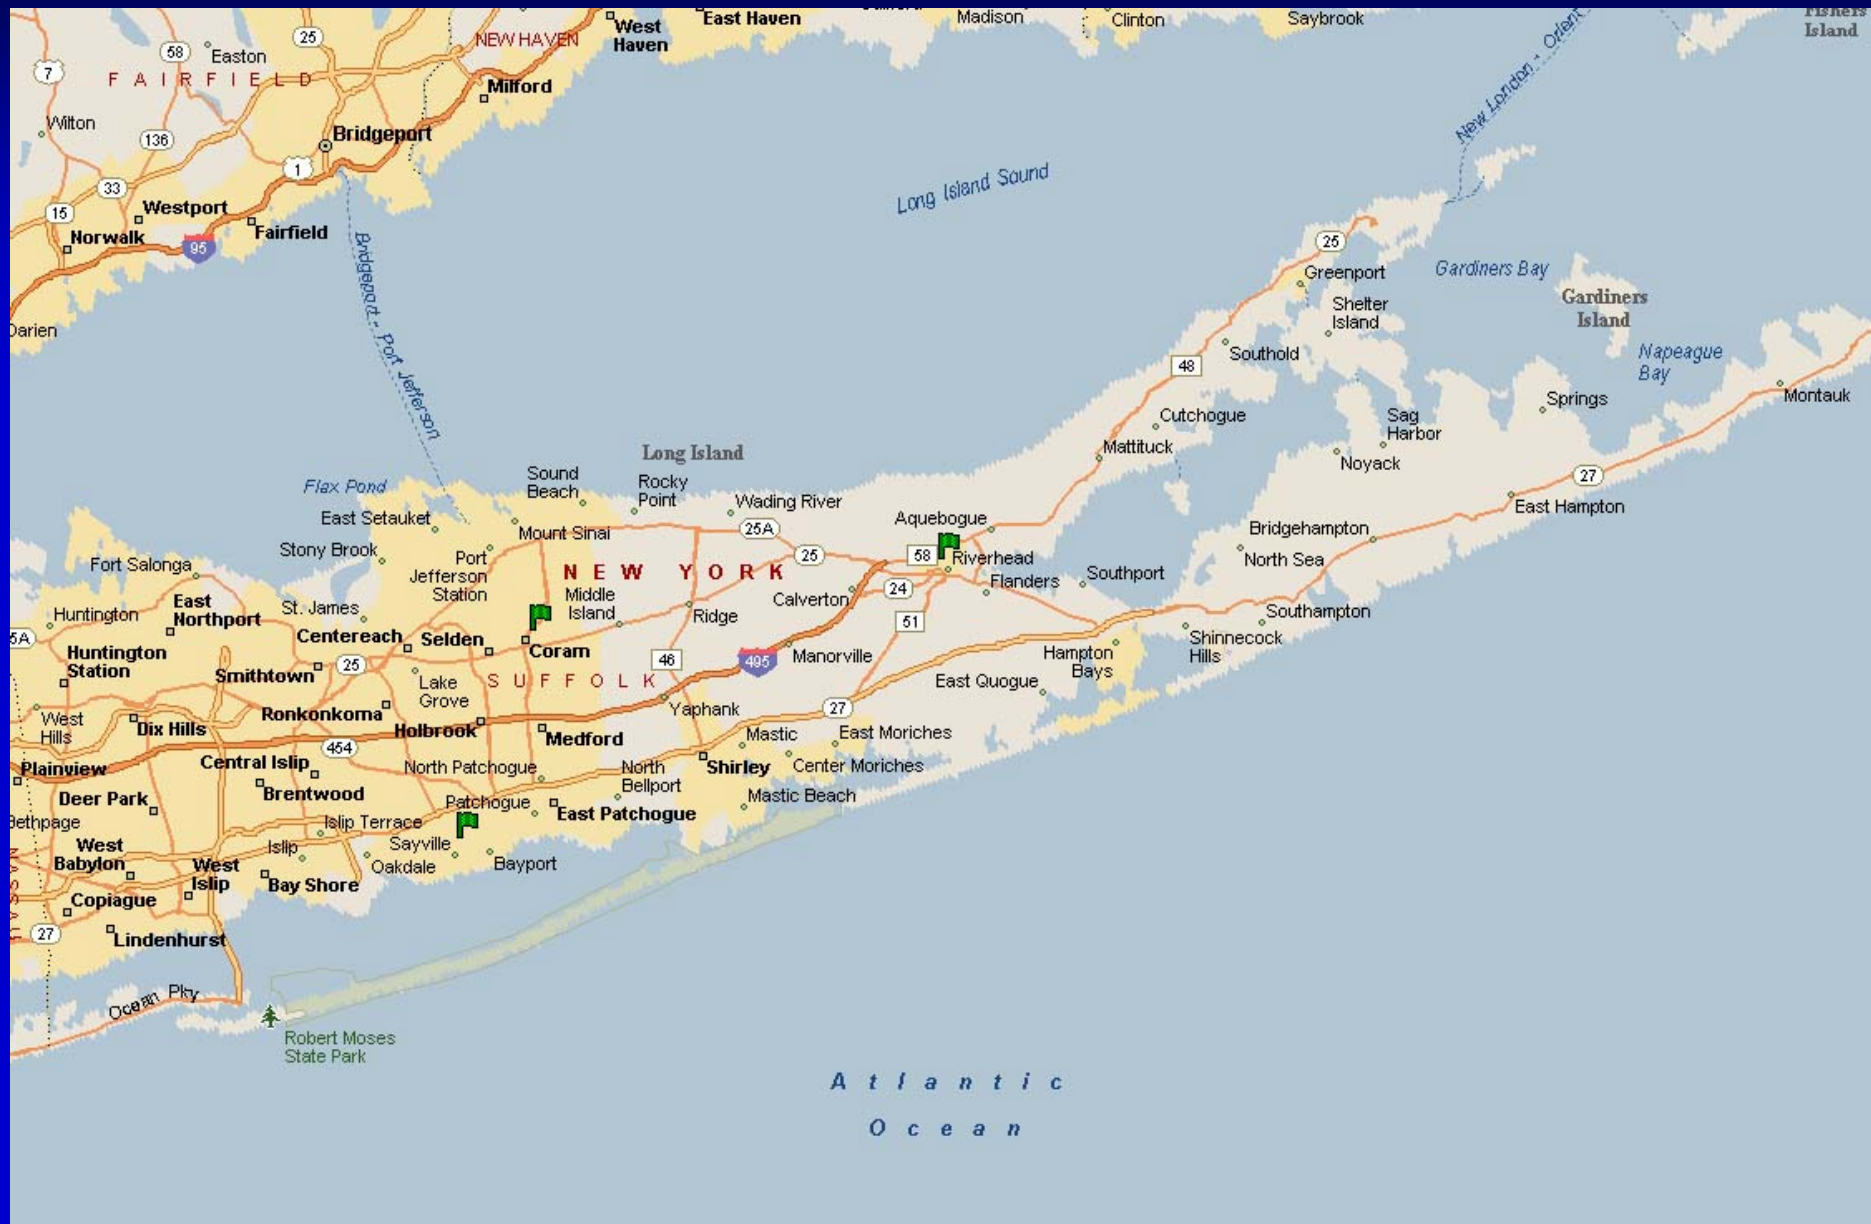 West
Haven
East Haven
Madison
Clinton
Saybrook
Fishers
Island
NEW HAVEN
25
58
Easton
7
FAIRFIELD
Milford
Wilton
136
Bridgeport
1
33
15
Westport
Norwalk
Fairfield
95
Darien
Bridgeport - Port Jefferson
Long Island Sound
New London - Orient
25
Greenport
Gardiners Bay
Shelter
Island
Gardiners
Island
Southold
48
Napeague
Bay
Montauk
Springs
Cutchogue
Sag
Harbor
Mattituck
Noyack
27
East Hampton
Long Island
Sound
Beach
Rocky
Point
Wading River
Flax Pond
East Setauket
Mount Sinai
25A
Aquebogue
Bridgehampton
Stony Brook
Port
Jefferson
Station
25
58
Riverhead
North Sea
Fort Salonga
NEW YORK
Flanders
Southport
Huntington
East
Northport
St. James
Middle
Island
Ridge
Calverton
24
51
Southampton
5A
Centereach
Selden
Coram
Shinnecock
Hills
Huntington
Station
Smithtown
25
46
495
Manorville
Hampton
Bays
Lake
Grove
SUFFOLK
East Quogue
West
Hills
Dix Hills
Ronkonkoma
Holbrook
Yaphank
27
Medford
Mastic
East Moriches
454
Plainview
Central Islip
North Patchogue
North
Bellport
Shirley
Center Moriches
Deer Park
Brentwood
Patchogue
East Patchogue
Mastic Beach
Bethpage
Islip Terrace
West
Babylon
Islip
Sayville
Oakdale
Bayport
West
Islip
Bay Shore
Copiague
27
Lindenhurst
NASSAU
Ocean Pky
Robert Moses
State Park
Atlantic
Ocean